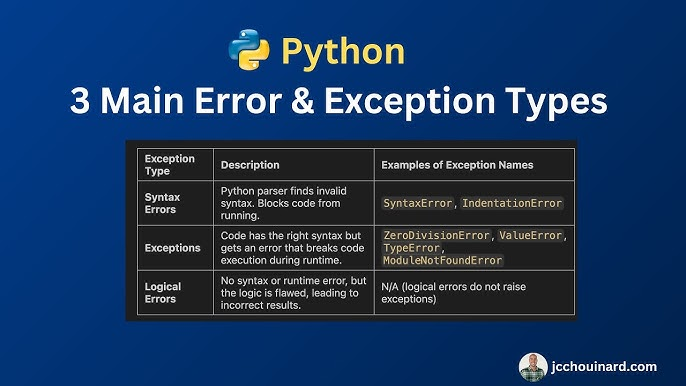 Python
3 Main Error & Exception Types
Exception
Type
Description
Examples of Exception Names
Syntax
Errors
Python parser finds invalid
syntax. Blocks code from
running.
SyntaxError, IndentationError
Exceptions
Code has the right syntax but
gets an error that breaks code
execution during runtime.
ZeroDivisionError, ValueError,
TypeError,
ModuleNotFoundError
Logical
Errors
No syntax or runtime error, but
the logic is flawed, leading to
incorrect results.
N/A (logical errors do not raise
exceptions)
jcchouinard.com